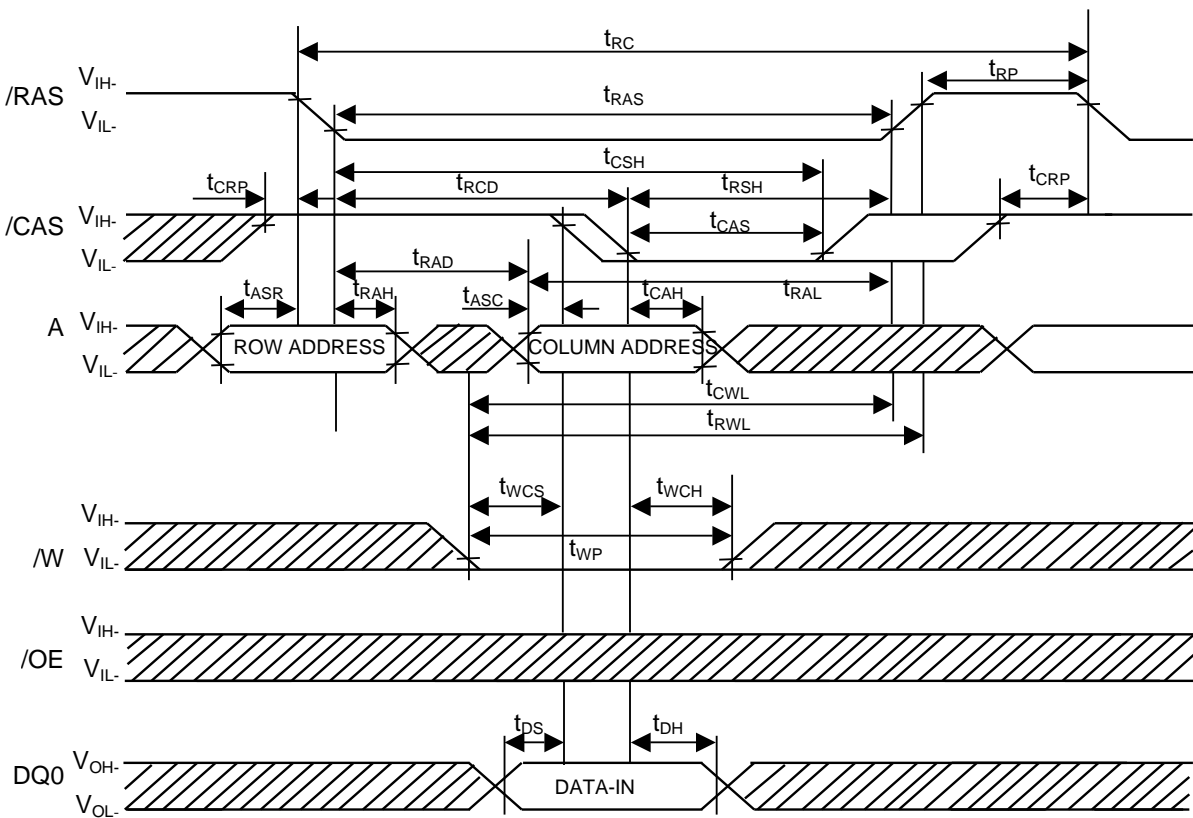 tRC
/RAS VIH- tRP
tRAS
VIL-
tCSH
tCRP tRCD tRSH tCRP
/CAS VIH-
tCAS
VIL-
tRAD
tASR tRAH tASC tCAH tRAL
A VIH-
ROW ADDRESS COLUMN ADDRESS
VIL-
tCWL
tRWL
tWCS tWCH
VIH-
/W VIL- tWP
VIH-
/OE
VIL-
tDS tDH
DQ0 VOH-
DATA-IN
VOL-